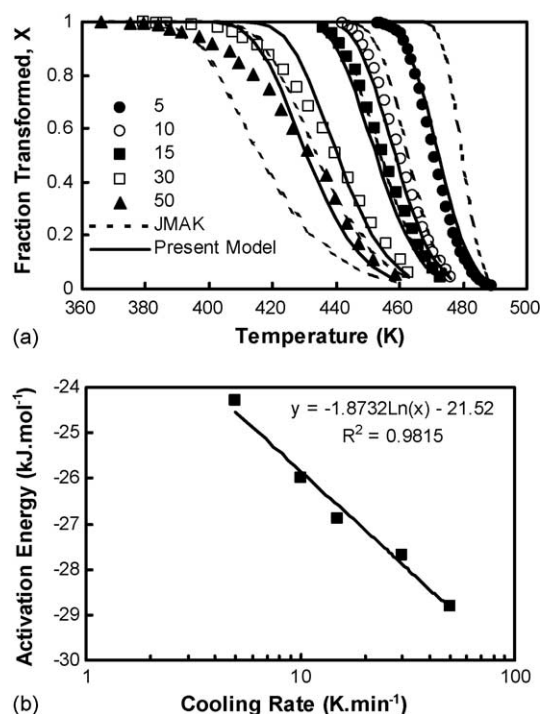 Fraction Transformed, X
1
0.8
0.6
0.4
0.2
0
5
10
15
30
50
JMAK
Present Model
360 380 400 420 440 460 480 500
Temperature (K)
(a)
Activation Energy (kJ.mol⁻¹)
-24
-25
-26
-27
-28
-29
-30
y = -1.8732Ln(x) - 21.52
R² = 0.9815
1 10 100
Cooling Rate (K.min⁻¹)
(b)